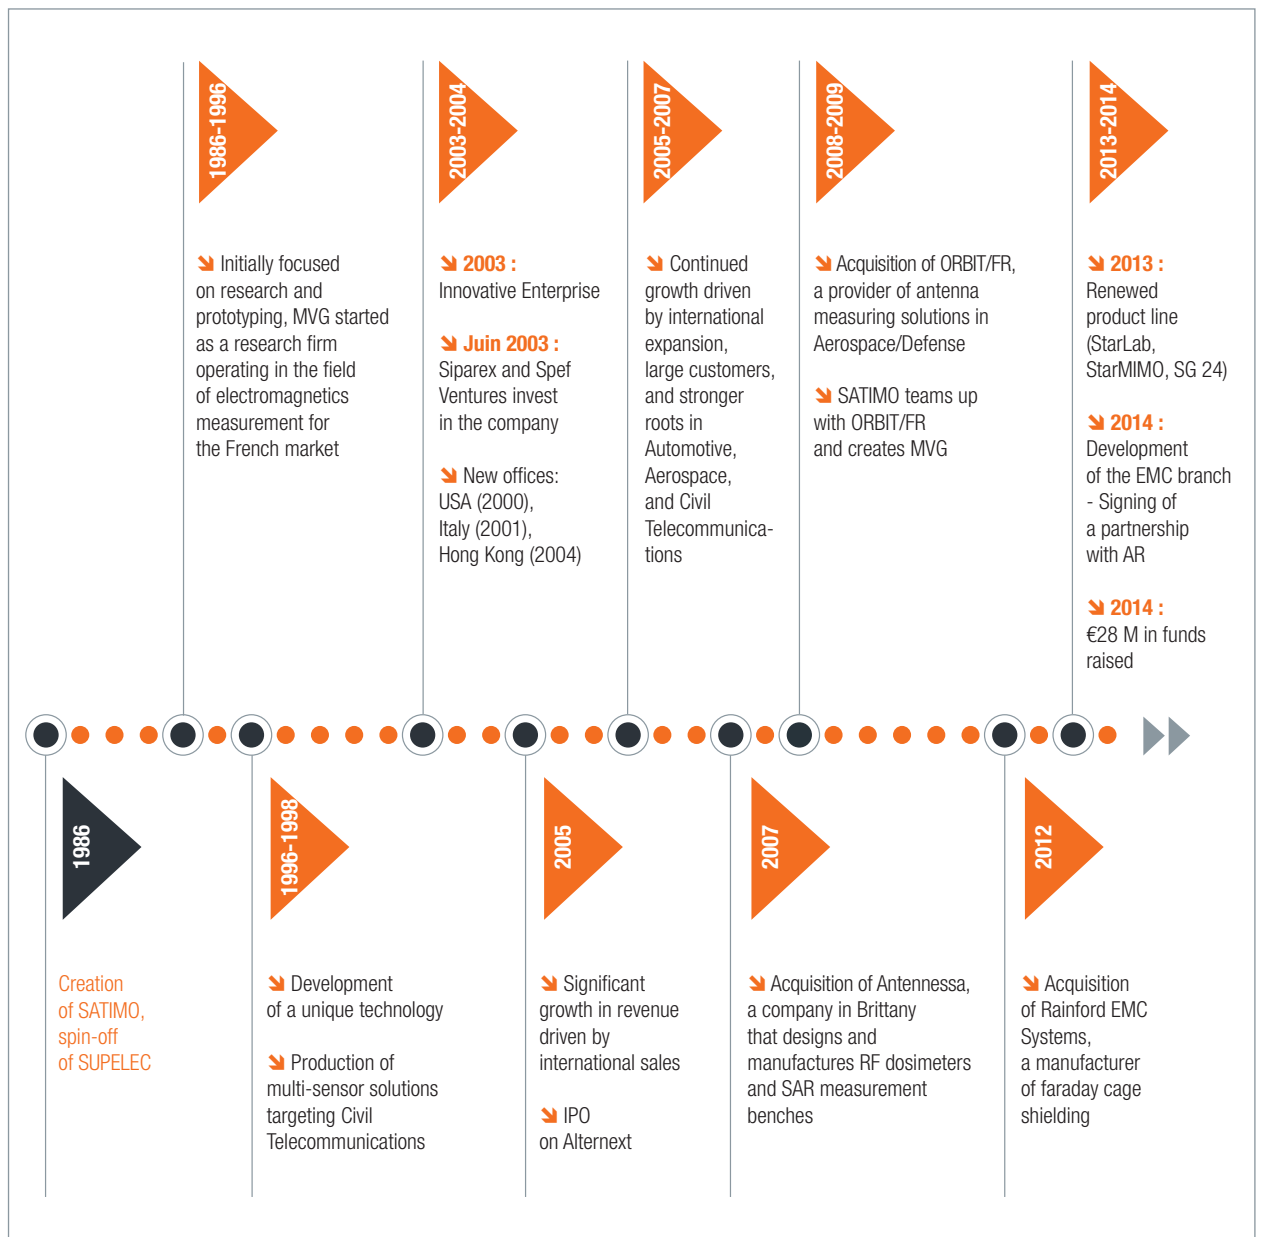 1986-1996
Initially focused
on research and
prototyping, MVG started
as a research firm
operating in the field
of electromagnetics
measurement for
the French market
2003-2004
2003 :
Innovative Enterprise
Juin 2003 :
Siparex and Spef
Ventures invest
in the company
New offices:
USA (2000),
Italy (2001),
Hong Kong (2004)
2005-2007
Continued
growth driven
by international
expansion,
large customers,
and stronger
roots in
Automotive,
Aerospace,
and Civil
Telecommunica-
tions
2008-2009
Acquisition of ORBIT/FR,
a provider of antenna
measuring solutions in
Aerospace/Defense
SATIMO teams up
with ORBIT/FR
and creates MVG
2013-2014
2013 :
Renewed
product line
(StarLab,
StarMIMO, SG 24)
2014 :
Development
of the EMC branch
- Signing of
a partnership
with AR
2014 :
€28 M in funds
raised
1986
Creation
of SATIMO,
spin-off
of SUPELEC
1996-1998
Development
of a unique technology
Production of
multi-sensor solutions
targeting Civil
Telecommunications
2005
Significant
growth in revenue
driven by
international sales
IPO
on Alternext
2007
Acquisition of Antennessa,
a company in Brittany
that designs and
manufactures RF dosimeters
and SAR measurement
benches
2012
Acquisition
of Rainford EMC
Systems,
a manufacturer
of faraday cage
shielding